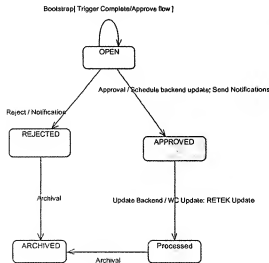 Bootstrap[ Trigger Complete/Approve flow ]
OPEN
Approval / Schedule backend update; Send Notifications
Reject / Notification
REJECTED
APPROVED
Archival
Update Backend / WC Update: RETEK Update
ARCHIVED
Processed
Archival